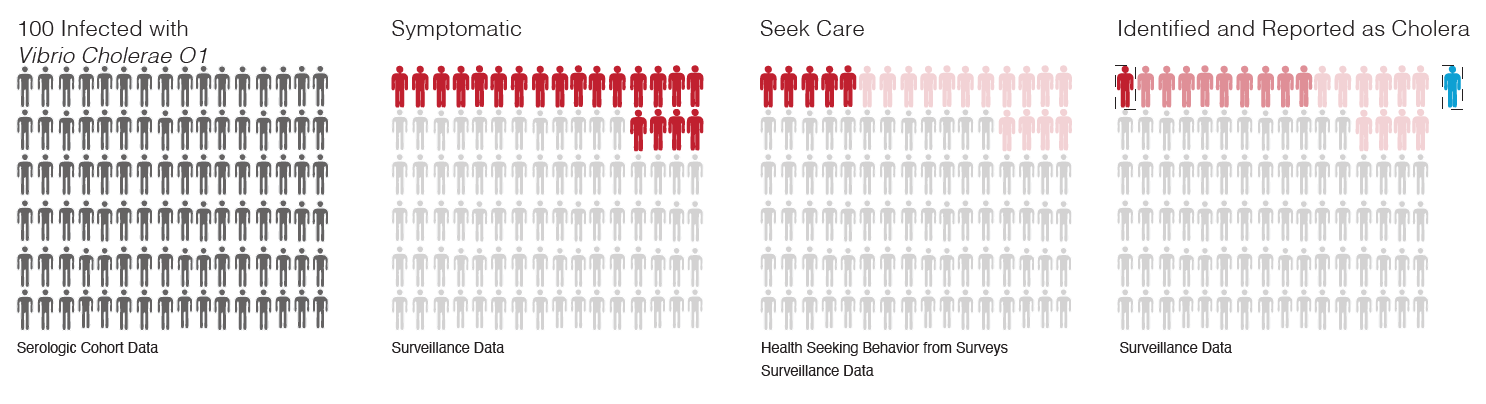 100 Infected with
Vibrio Cholerae O1
Symptomatic
Seek Care
Identified and Reported as Cholera
Serologic Cohort Data
Surveillance Data
Health Seeking Behavior from Surveys
Surveillance Data
Surveillance Data